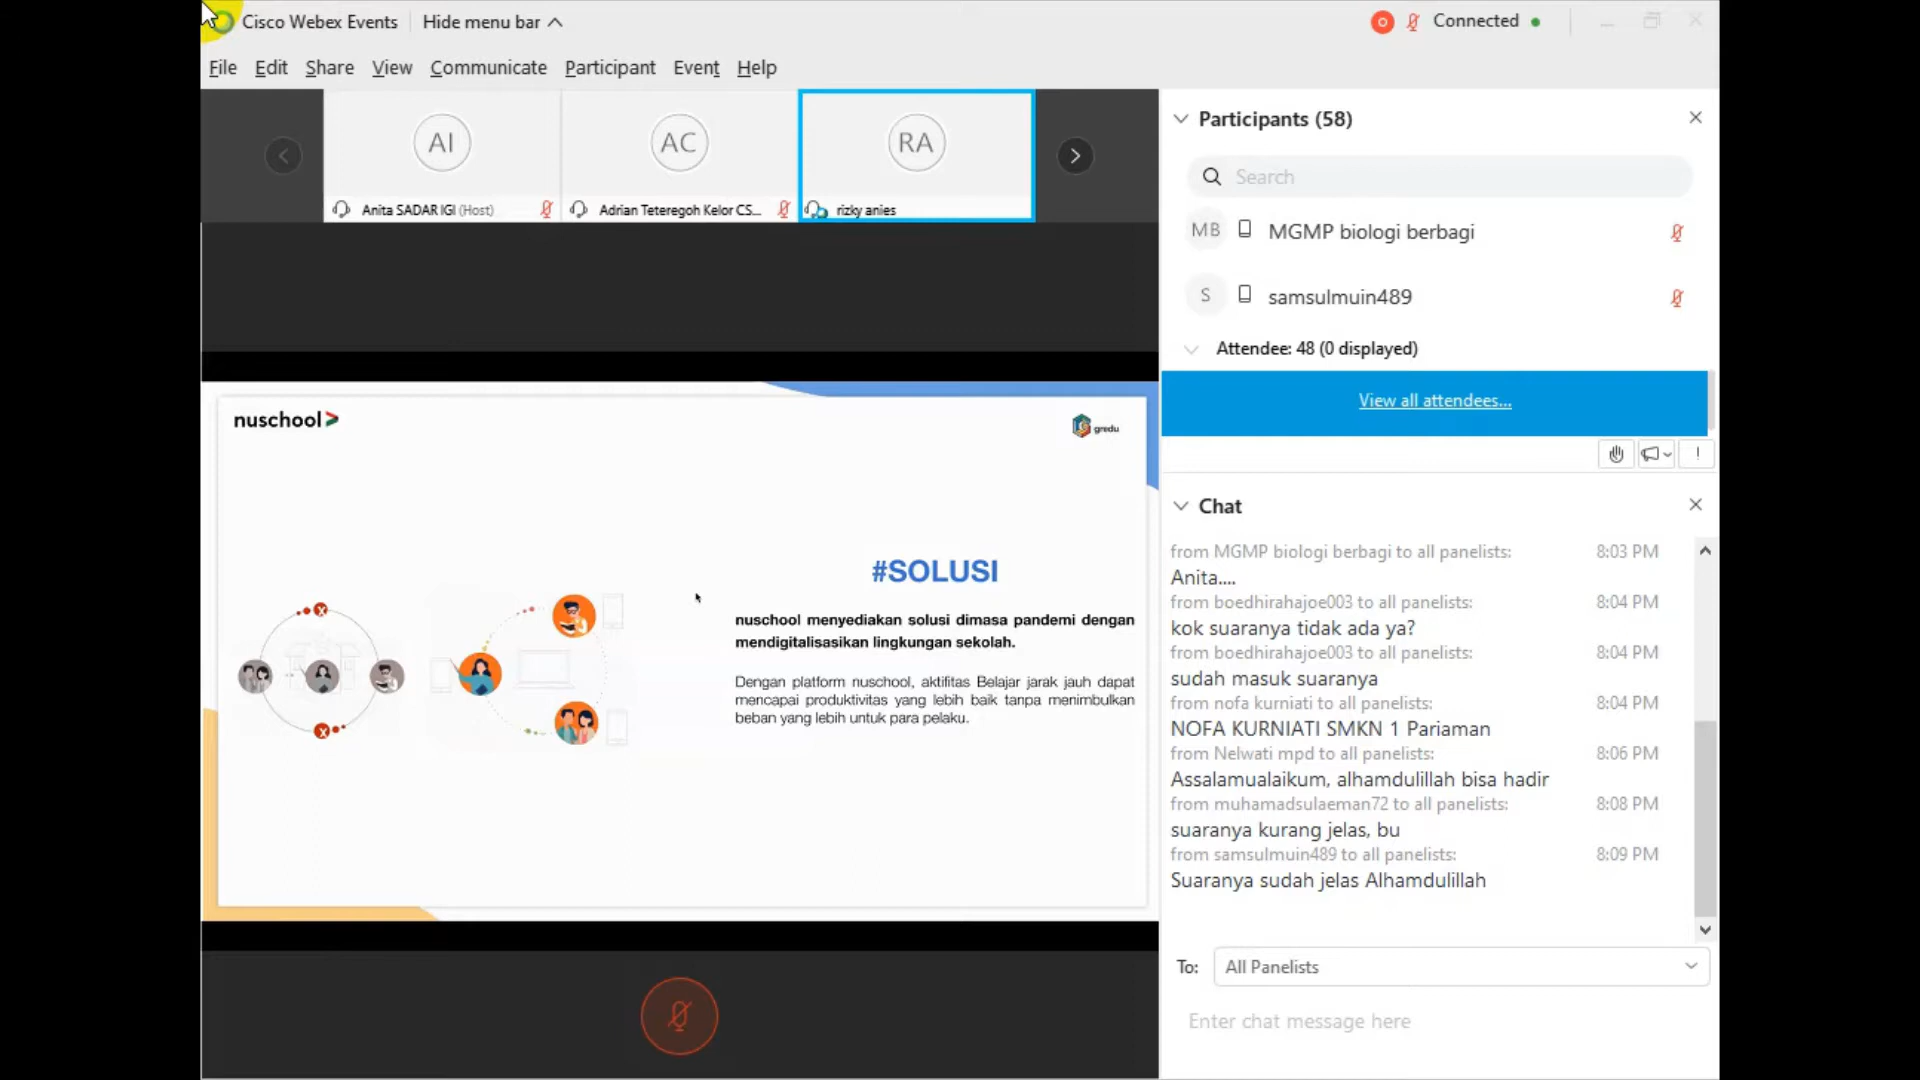 Cisco Webex Events
Hide menu bar
Connected
File Edit Share View Communicate Participant Event Help
AI
AC
RA
Anita SADAR IGI (Host)
Adrian Teteregoh Kelor CS...
rizky anies
Participants (58)
Search
MB MGMP biologi berbagi
S samsulmuin489
Attendee: 48 (0 displayed)
View all attendees...
nuschool>
gredu
#SOLUSI
nuschool menyediakan solusi dimasa pandemi dengan
mendigitalisasikan lingkungan sekolah.
Dengan platform nuschool, aktifitas Belajar jarak jauh dapat
mencapai produktivitas yang lebih baik tanpa menimbulkan
beban yang lebih untuk para pelaku.
Chat
from MGMP biologi berbagi to all panelists: 8:03 PM
Anita....
from boedhirahajoe003 to all panelists: 8:04 PM
kok suaranya tidak ada ya?
from boedhirahajoe003 to all panelists: 8:04 PM
sudah masuk suaranya
from nofa kurniati to all panelists: 8:04 PM
NOFA KURNIATI SMKN 1 Pariaman
from Nelwati mpd to all panelists: 8:06 PM
Assalamualaikum, alhamdulillah bisa hadir
from muhamadsulaeman72 to all panelists: 8:08 PM
suaranya kurang jelas, bu
from samsulmuin489 to all panelists: 8:09 PM
Suaranya sudah jelas Alhamdulillah
To: All Panelists
Enter chat message here